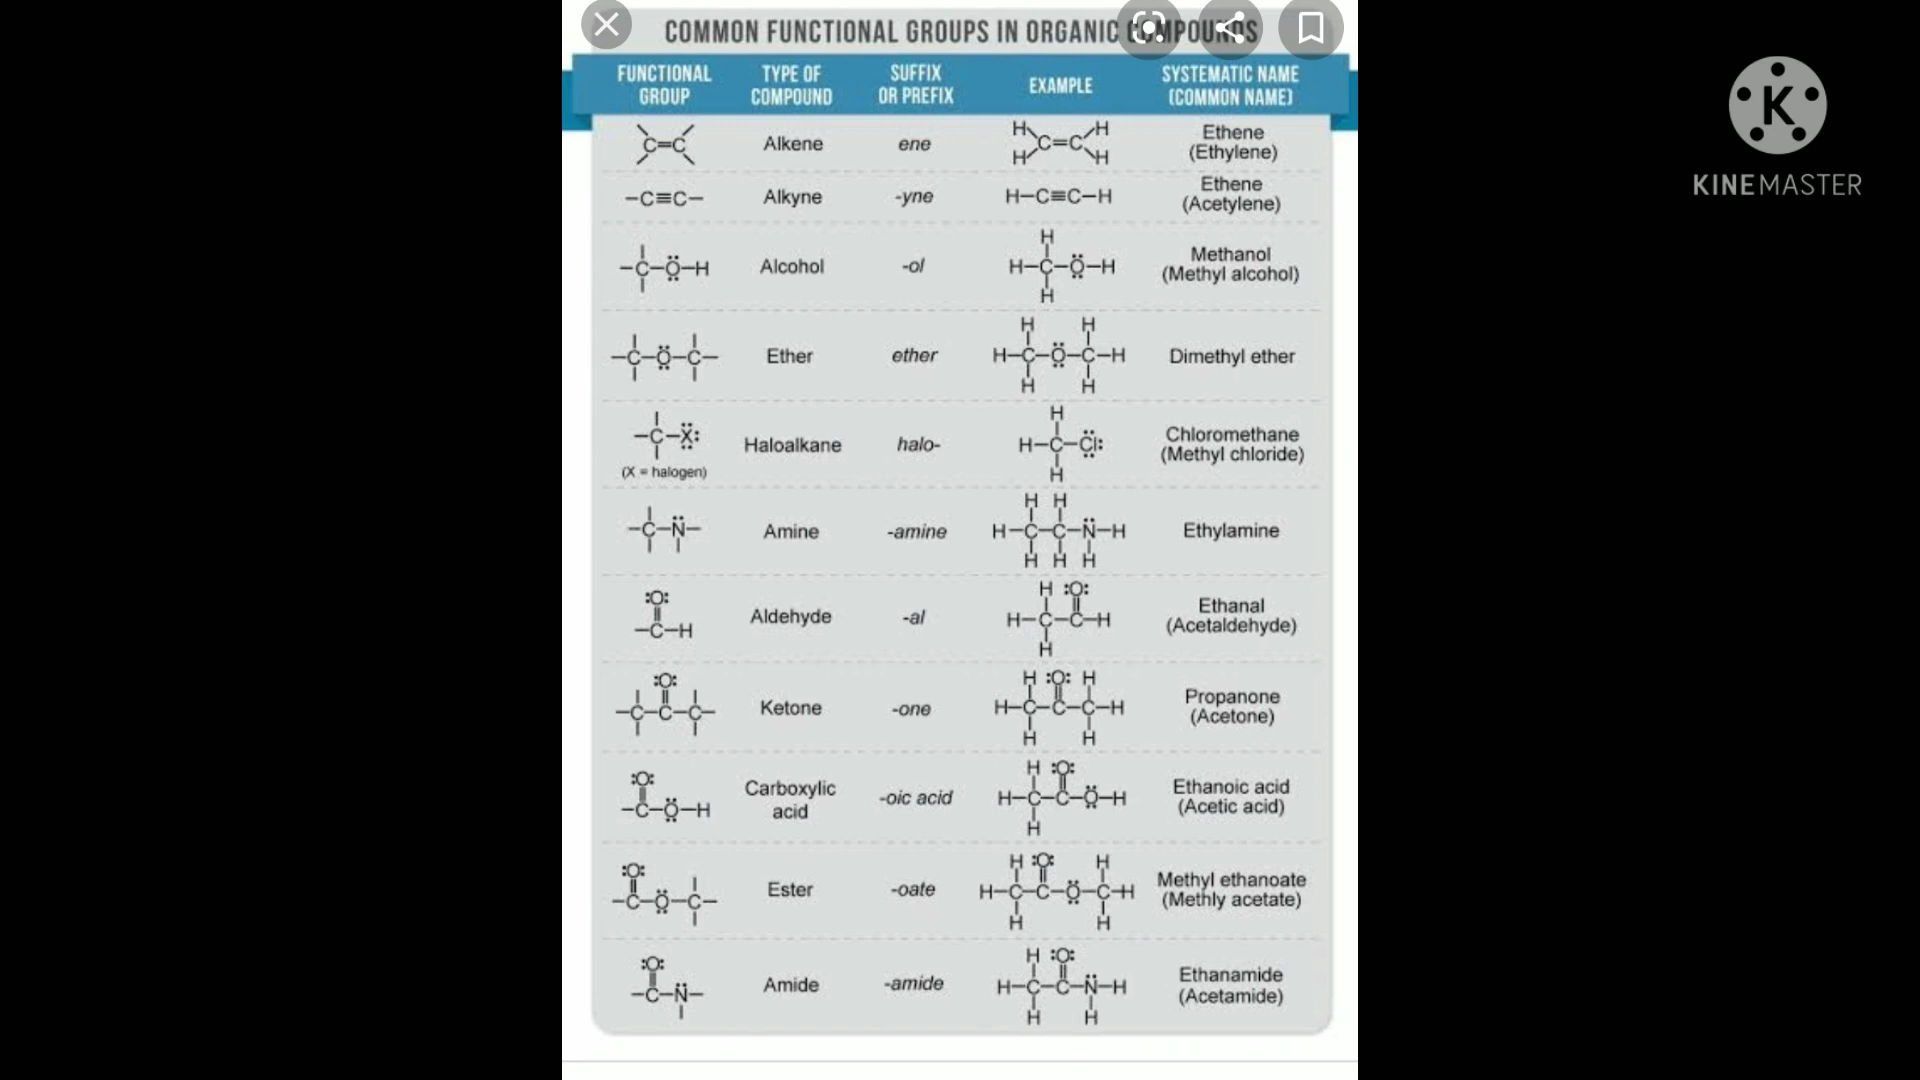 COMMON FUNCTIONAL GROUPS IN ORGANIC COMPOUNDS
FUNCTIONAL GROUP
TYPE OF COMPOUND
SUFFIX OR PREFIX
EXAMPLE
SYSTEMATIC NAME (COMMON NAME)
C=C
Alkene
ene
H H
C=C
H H
Ethene
(Ethylene)
–C≡C–
Alkyne
-yne
H–C≡C–H
Ethene
(Acetylene)
–C–O–H
Alcohol
-ol
H
H–C–O–H
H
Methanol
(Methyl alcohol)
–C–O–C–
Ether
ether
H H
H–C–O–C–H
H H
Dimethyl ether
–C–X:
(X = halogen)
Haloalkane
halo-
H
H–C–Cl:
H
Chloromethane
(Methyl chloride)
–C–N–
Amine
-amine
H H
H–C–C–N–H
H H H
Ethylamine
:O:
–C–H
Aldehyde
-al
H :O:
H–C–C–H
H
Ethanal
(Acetaldehyde)
:O:
–C–C–C–
Ketone
-one
H :O: H
H–C–C–C–H
H H
Propanone
(Acetone)
:O:
–C–O–H
Carboxylic
acid
-oic acid
H :O:
H–C–C–O–H
H
Ethanoic acid
(Acetic acid)
:O:
–C–O–C–
Ester
-oate
H :O: H
H–C–C–O–C–H
H H
Methyl ethanoate
(Methly acetate)
:O:
–C–N–
Amide
-amide
H :O:
H–C–C–N–H
H H
Ethanamide
(Acetamide)
K
KINEMASTER